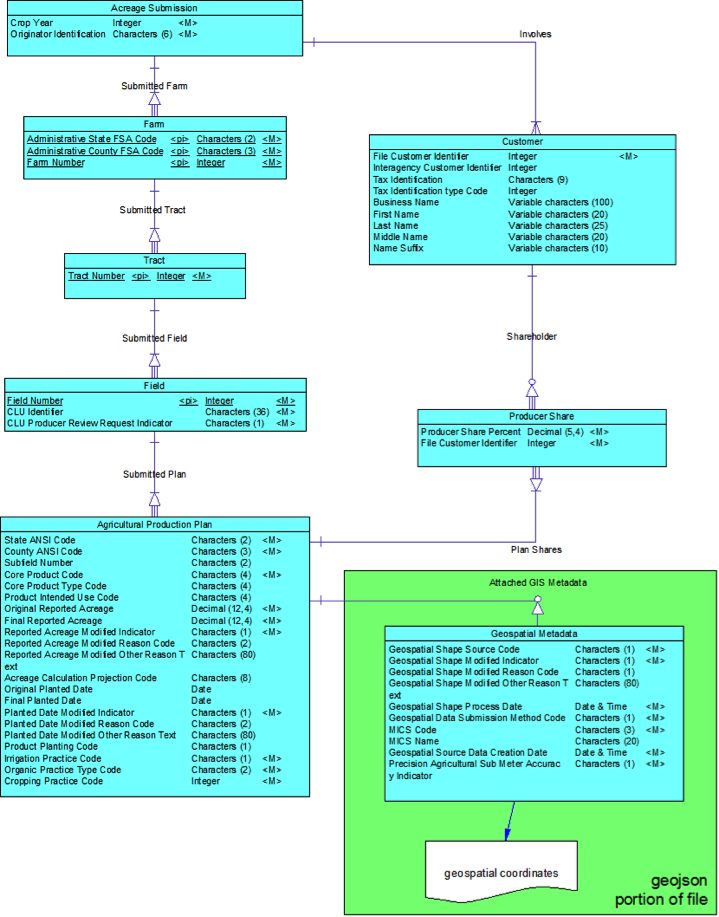 Acreage Submission
Crop Year Integer <M>
Originator Identification Characters (6) <M>
Involves
Submitted Farm
Farm
Administrative State FSA Code <pi> Characters (2) <M>
Administrative County FSA Code <pi> Characters (3) <M>
Farm Number <pi> Integer <M>
Customer
File Customer Identifier Integer <M>
Interagency Customer Identifier Integer
Tax Identification Characters (9)
Tax Identification type Code Integer
Business Name Variable characters (100)
First Name Variable characters (20)
Last Name Variable characters (25)
Middle Name Variable characters (20)
Name Suffix Variable characters (10)
Submitted Tract
Tract
Tract Number <pi> Integer <M>
Submitted Field
Shareholder
Field
Field Number <pi> Integer <M>
CLU Identifier Characters (36) <M>
CLU Producer Review Request Indicator Characters (1) <M>
Producer Share
Producer Share Percent Decimal (5,4) <M>
File Customer Identifier Integer <M>
Submitted Plan
Plan Shares
Agricultural Production Plan
State ANSI Code Characters (2) <M>
County ANSI Code Characters (3) <M>
Subfield Number Characters (2)
Core Product Code Characters (4) <M>
Core Product Type Code Characters (4)
Product Intended Use Code Characters (4)
Original Reported Acreage Decimal (12,4) <M>
Final Reported Acreage Decimal (12,4) <M>
Reported Acreage Modified Indicator Characters (1) <M>
Reported Acreage Modified Reason Code Characters (2)
Reported Acreage Modified Other Reason T Characters (80)
ext
Acreage Calculation Projection Code Characters (8)
Original Planted Date Date
Final Planted Date Date
Planted Date Modified Indicator Characters (1) <M>
Planted Date Modified Reason Code Characters (2)
Planted Date Modified Other Reason Text Characters (80)
Product Planting Code Characters (1)
Irrigation Practice Code Characters (1) <M>
Organic Practice Type Code Characters (2) <M>
Cropping Practice Code Integer <M>
Attached GIS Metadata
Geospatial Metadata
Geospatial Shape Source Code Characters (1) <M>
Geospatial Shape Modified Indicator Characters (1) <M>
Geospatial Shape Modified Reason Code Characters (1)
Geospatial Shape Modified Other Reason T Characters (80)
ext
Geospatial Shape Process Date Date & Time <M>
Geospatial Data Submission Method Code Characters (1) <M>
MICS Code Characters (3) <M>
MICS Name Characters (20)
Geospatial Source Data Creation Date Date & Time <M>
Precision Agricultural Sub Meter Accurac Characters (1) <M>
y Indicator
geospatial coordinates
geojson
portion of file